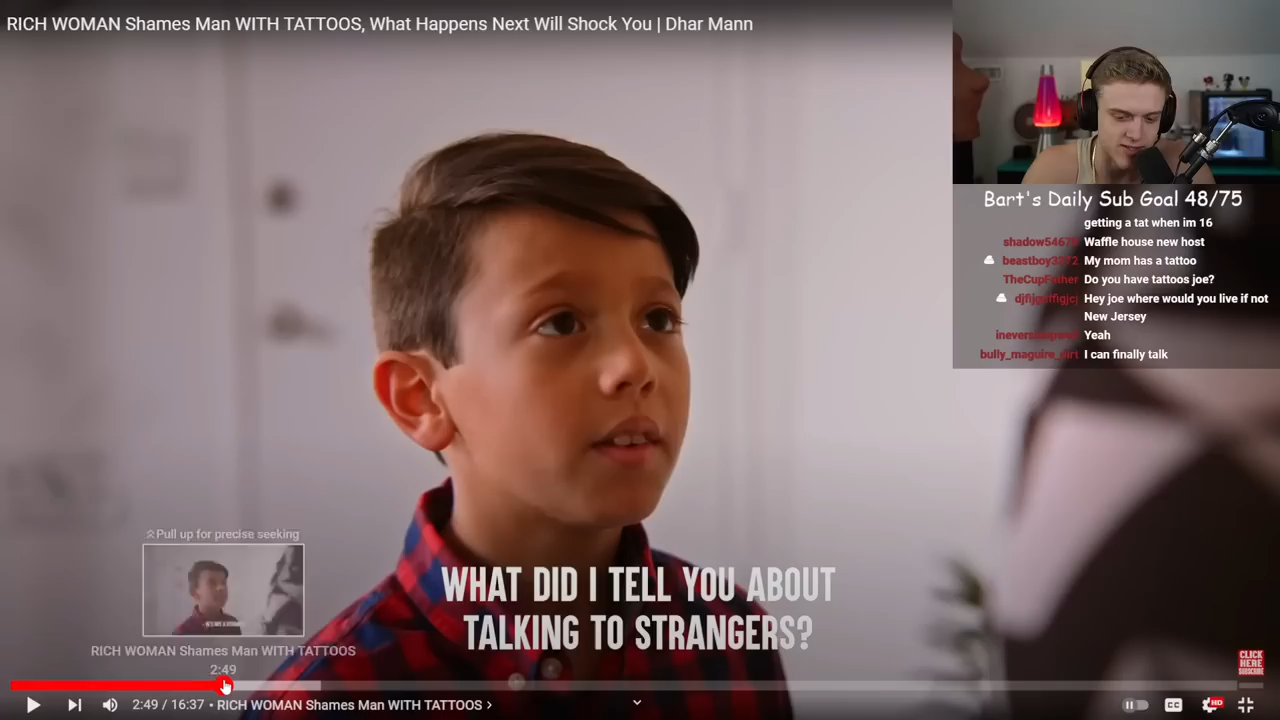 RICH WOMAN Shames Man WITH TATTOOS, What Happens Next Will Shock You | Dhar Mann
Bart's Daily Sub Goal 48/75
getting a tat when im 16
Waffle house new host
My mom has a tattoo
Do you have tattoos joe?
Hey joe where would you live if not
New Jersey
Yeah
I can finally talk
Pull up for precise seeking
WHAT DID I TELL YOU ABOUT
TALKING TO STRANGERS?
RICH WOMAN Shames Man WITH TATTOOS
2:49
CLICK
HERE
SUBSCRIBE
2:49 / 16:37 • RICH WOMAN Shames Man WITH TATTOOS
CC
HD